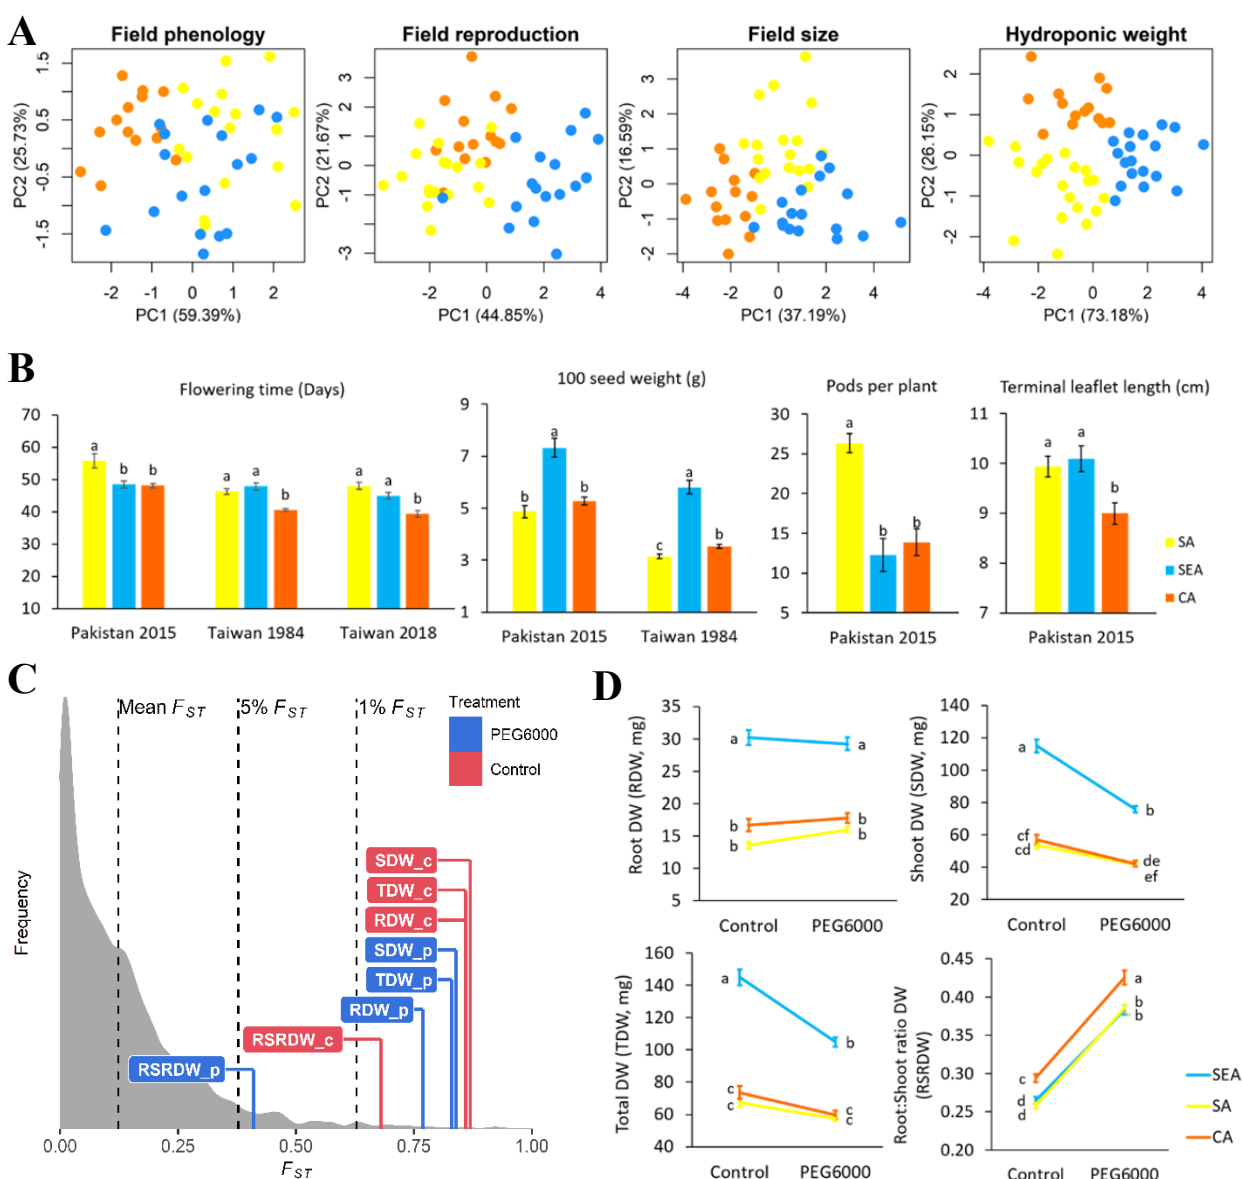 A
Field phenology
Field reproduction
Field size
Hydroponic weight
PC2 (25.73%)
1.5
0.5
-0.5
-1.5
-2 -1 0 1 2
PC1 (59.39%)
PC2 (21.67%)
3
2
1
0
-1
-3
-2 0 2 4
PC1 (44.85%)
PC2 (16.59%)
3
2
1
0
-1
-2
-4 -2 0 2 4
PC1 (37.19%)
PC2 (26.15%)
2
0
-2
-4 -2 0 2 4
PC1 (73.18%)
B
Flowering time (Days)
70
60
50
40
30
20
10
a b b
a a b
a a b
Pakistan 2015 Taiwan 1984 Taiwan 2018
100 seed weight (g)
9
7
5
3
1
b a b
c a b
Pakistan 2015 Taiwan 1984
Pods per plant
30
25
20
15
10
5
a b b
Pakistan 2015
Terminal leaflet length (cm)
11
10
9
8
7
a a b
Pakistan 2015
SA
SEA
CA
C
Frequency
Mean FST
5% FST
1% FST
Treatment
PEG6000
Control
SDW_c
TDW_c
RDW_c
SDW_p
TDW_p
RDW_p
RSRDW_c
RSRDW_p
0.00 0.25 0.50 0.75 1.00
FST
D
Root DW (RDW, mg)
35
30
25
20
15
10
5
a a
b b
b b
Control PEG6000
Shoot DW (SDW, mg)
140
120
100
80
60
40
20
a b
cf de
cd ef
Control PEG6000
Total DW (TDW, mg)
160
140
120
100
80
60
40
a b
c c
c c
Control PEG6000
Root:Shoot ratio DW
(RSRDW)
0.45
0.40
0.35
0.30
0.25
0.20
c a
d b
d b
Control PEG6000
SEA
SA
CA